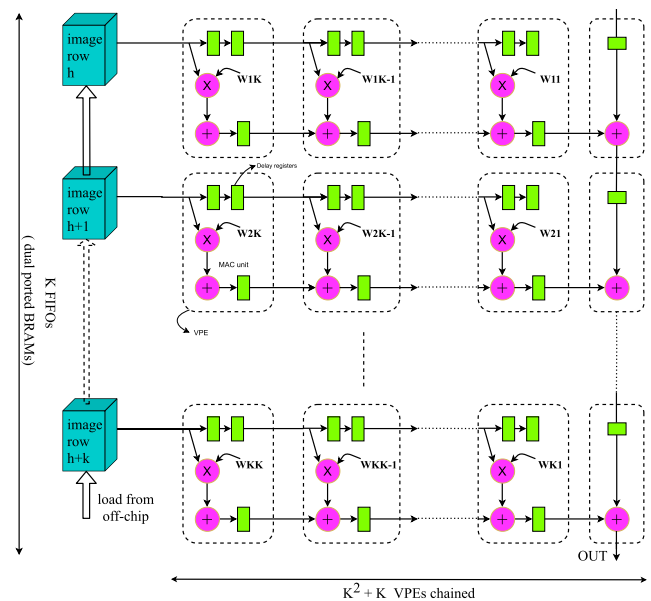 image
row
h
W1K
W1K-1
W11
X
X
X
+
+
+
+
Delay registers
image
row
h+1
W2K
W2K-1
W21
X
X
X
MAC unit
+
+
+
+
VPE
K FIFOs
( dual ported BRAMs)
image
row
h+k
WKK
WKK-1
WK1
X
X
X
load from
off-chip
+
+
+
+
OUT
K2 + K VPEs chained